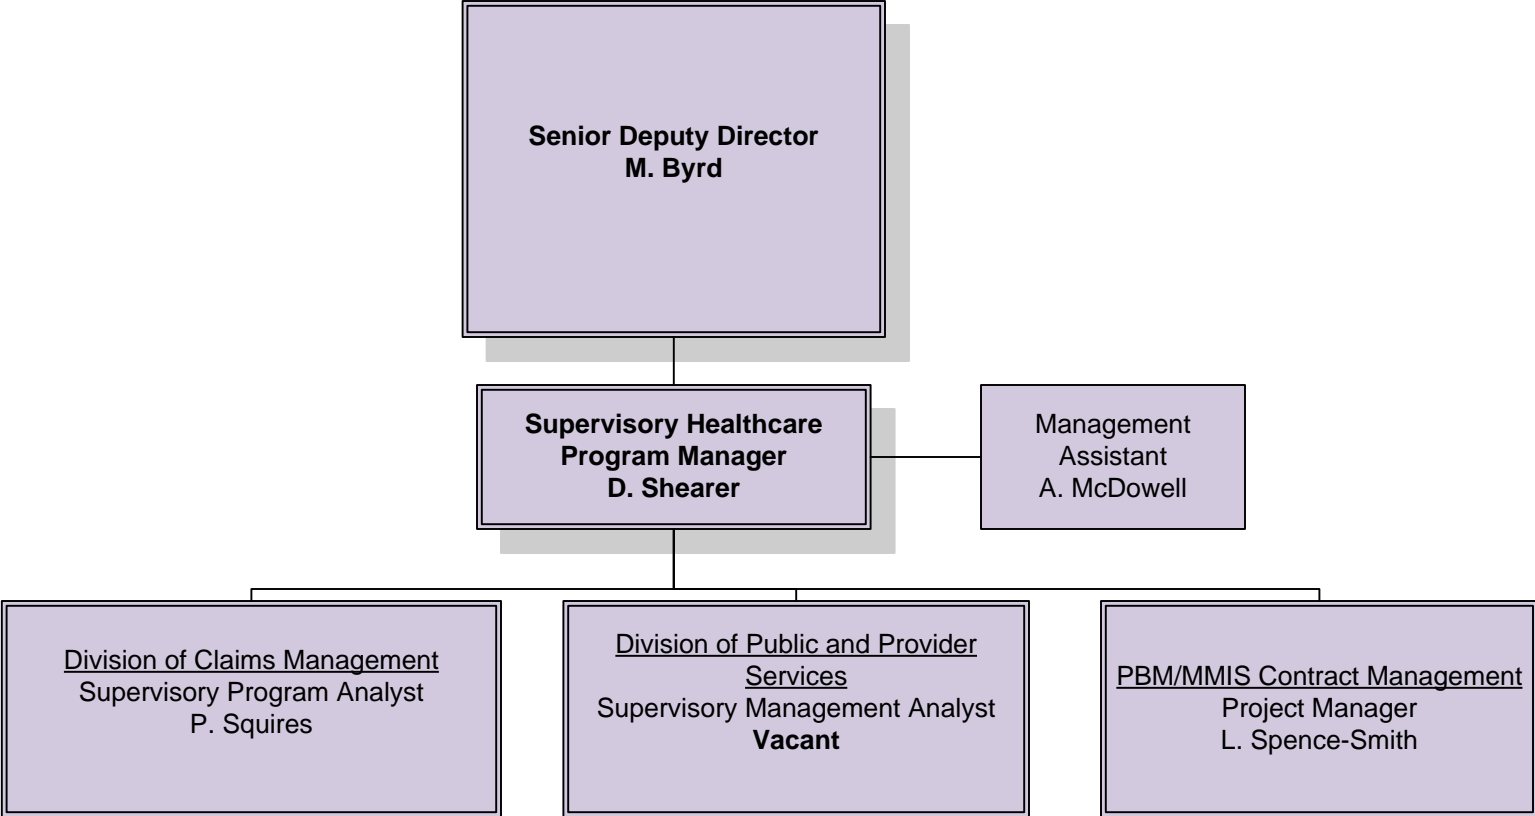 Senior Deputy Director
M. Byrd
Supervisory Healthcare
Program Manager
D. Shearer
Management
Assistant
A. McDowell
Division of Claims Management
Supervisory Program Analyst
P. Squires
Division of Public and Provider
Services
Supervisory Management Analyst
Vacant
PBM/MMIS Contract Management
Project Manager
L. Spence-Smith